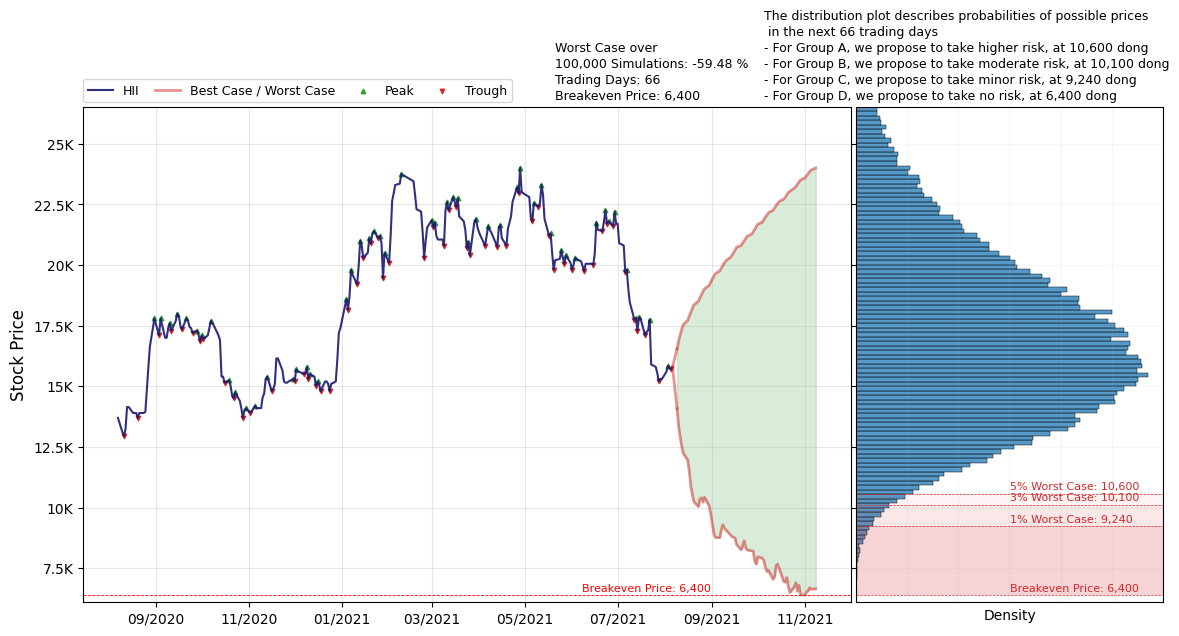 The distribution plot describes probabilities of possible prices
in the next 66 trading days
- For Group A, we propose to take higher risk, at 10,600 dong
- For Group B, we propose to take moderate risk, at 10,100 dong
- For Group C, we propose to take minor risk, at 9,240 dong
- For Group D, we propose to take no risk, at 6,400 dong
Worst Case over
100,000 Simulations: -59.48 %
Trading Days: 66
Breakeven Price: 6,400
HII
Best Case / Worst Case
Peak
Trough
Stock Price
25K
22.5K
20K
17.5K
15K
12.5K
10K
7.5K
Breakeven Price: 6,400
09/2020
11/2020
01/2021
3/2021
05/2021
07/2021
09/2021
11/2021
5% Worst Case: 10,600
3% Worst Case: 10,100
1% Worst Case: 9,240
Breakeven Price: 6,400
Density